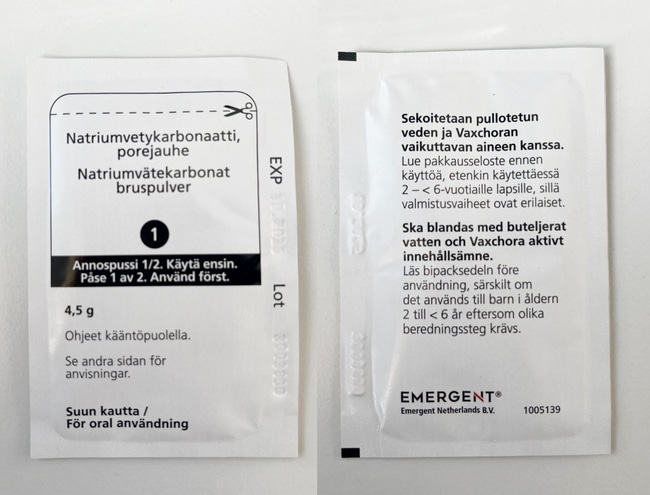 Natriumvetykarbonaatti,
porejauhe
Natriumvätekarbonat
bruspulver
1
Annospussi 1/2. Käytä ensin.
Påse 1 av 2. Använd först.
4,5 g
Ohjeet kääntöpuolella.
Se andra sidan för
anvisningar.
Suun kautta /
För oral användning
EXP
Lot
Sekoitetaan pullotetun
veden ja Vaxchoran
vaikuttavan aineen kanssa.
Lue pakkausseloste ennen
käyttöä, etenkin käytettäessä
2 – < 6-vuotiaille lapsille, sillä
valmistusvaiheet ovat erilaiset.
Ska blandas med buteljerat
vatten och Vaxchora aktivt
innehållsämne.
Läs bipacksedeln före
användning, särskilt om
det används till barn i åldern
2 till < 6 år eftersom olika
beredningssteg krävs.
EMERGENT®
Emergent Netherlands B.V. 1005139